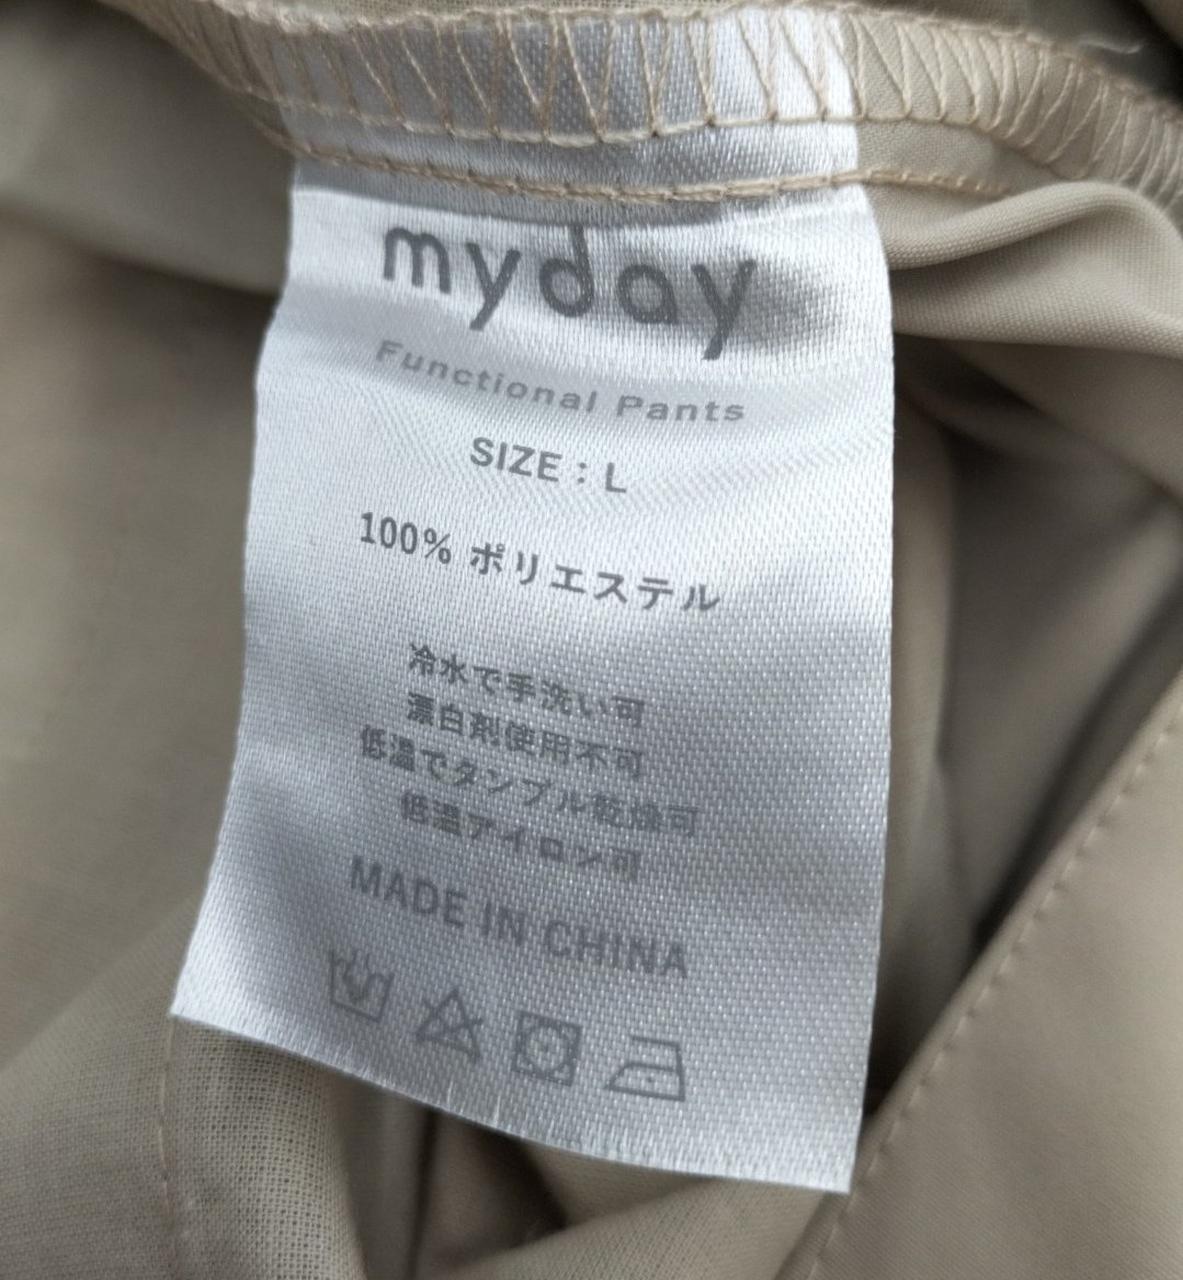 myday
Functional Pants
SIZE : L
100% ポリエステル
冷水で手洗い可
漂白剤使用不可
低温でタンブル乾燥可
低温アイロン可
MADE IN CHINA